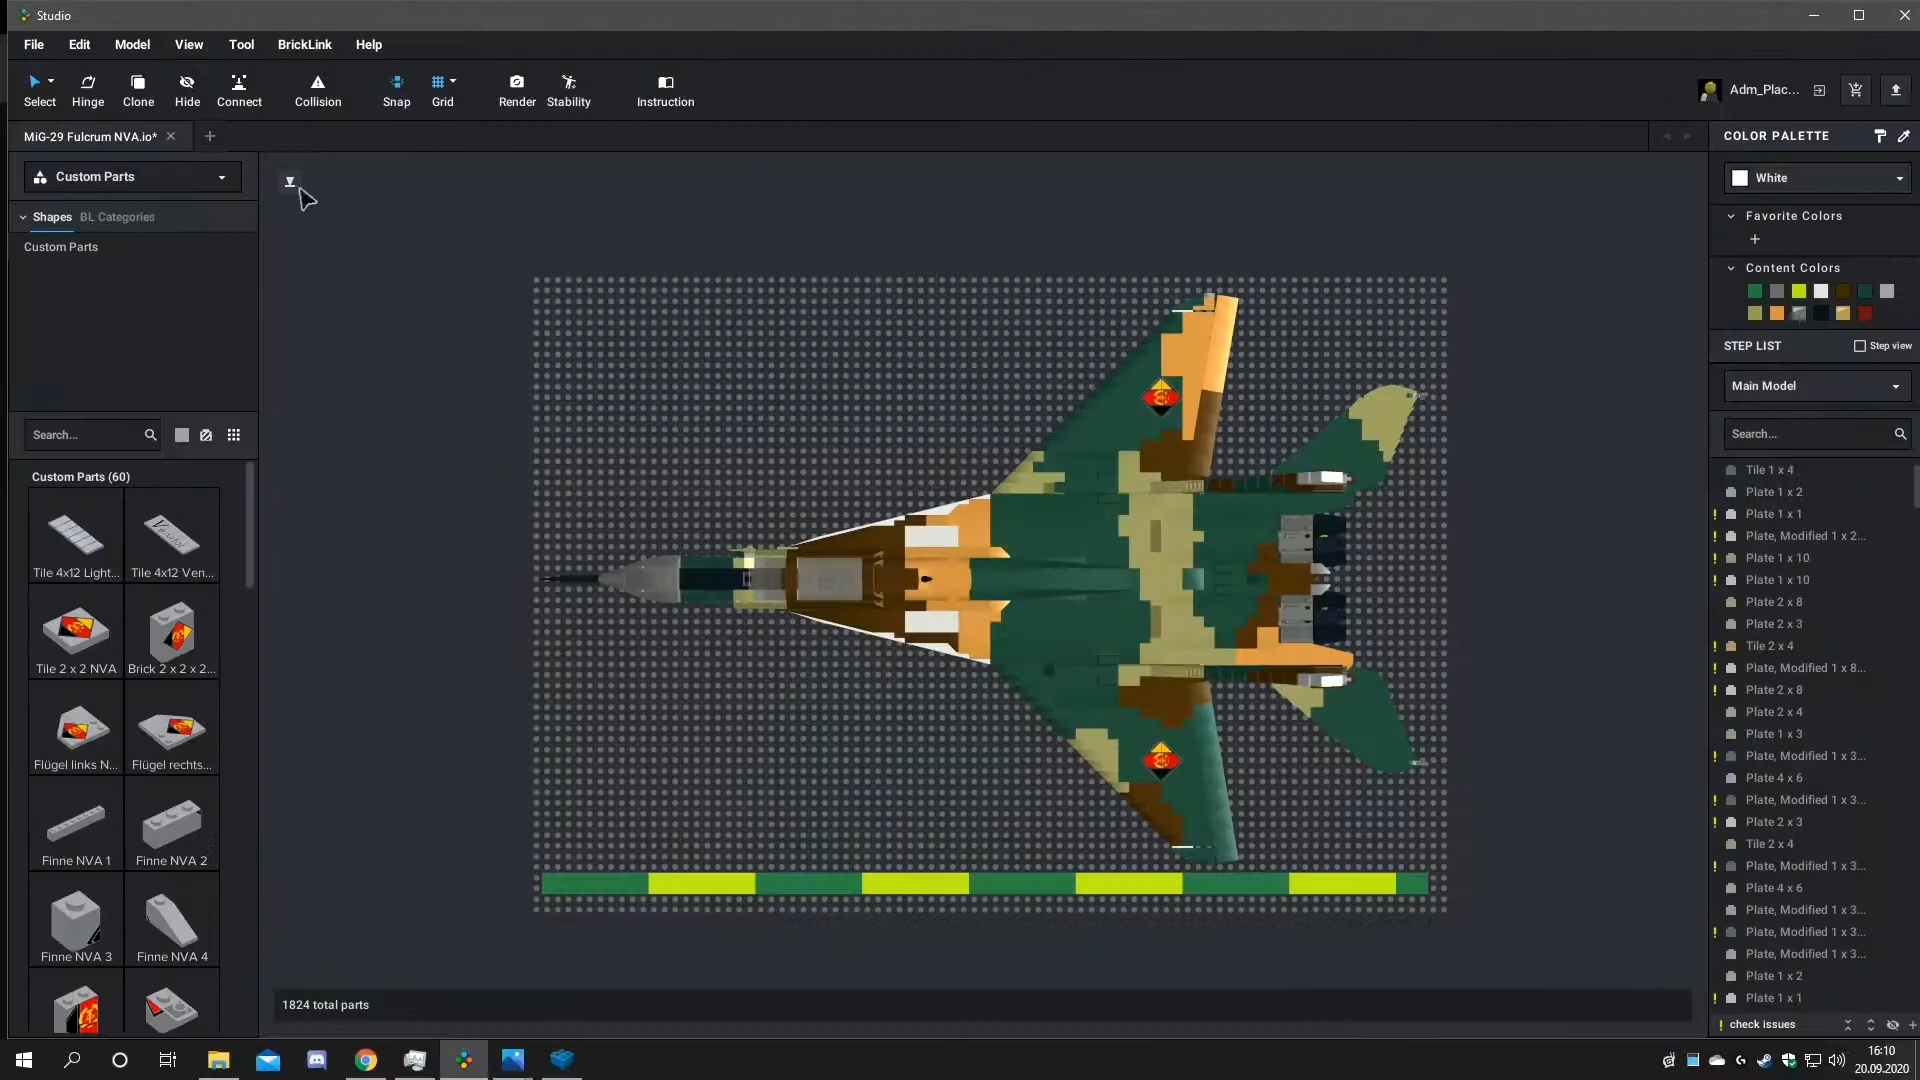 Studio
File Edit Model View Tool BrickLink Help
Select Hinge Clone Hide Connect Collision Snap Grid Render Stability Instruction
Adm_Plac...
MiG-29 Fulcrum NVA.io*
COLOR PALETTE
Custom Parts
White
Shapes BL Categories
Favorite Colors
Custom Parts
Content Colors
STEP LIST Step view
Main Model
Search...
Search...
Custom Parts (60)
Tile 4x12 Light... Tile 4x12 Ven...
Tile 2 x 2 NVA Brick 2 x 2 x 2...
Flügel links N... Flügel rechts...
Finne NVA 1 Finne NVA 2
Finne NVA 3 Finne NVA 4
Tile 1 x 4
Plate 1 x 2
Plate 1 x 1
Plate, Modified 1 x 2...
Plate 1 x 10
Plate 1 x 10
Plate 2 x 8
Plate 2 x 3
Tile 2 x 4
Plate, Modified 1 x 8...
Plate 2 x 8
Plate 2 x 4
Plate 1 x 3
Plate, Modified 1 x 3...
Plate 4 x 6
Plate, Modified 1 x 3...
Plate 2 x 3
Tile 2 x 4
Plate, Modified 1 x 3...
Plate 4 x 6
Plate, Modified 1 x 3...
Plate, Modified 1 x 3...
Plate, Modified 1 x 3...
Plate 1 x 2
Plate 1 x 1
1824 total parts
check issues
16:10
20.09.2020